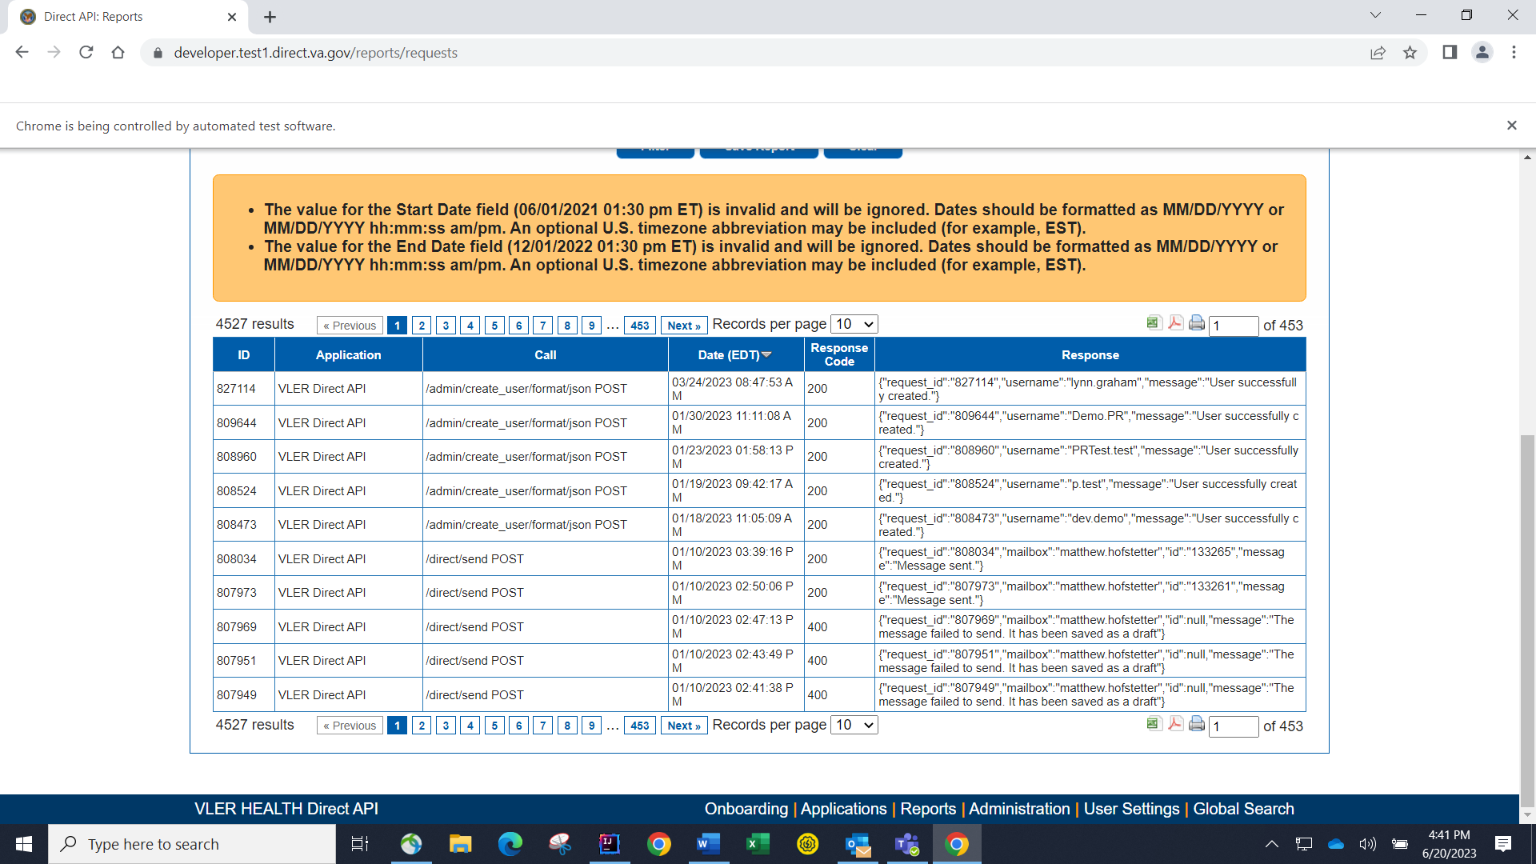 Direct API: Reports
developer.test1.direct.va.gov/reports/requests
Chrome is being controlled by automated test software.
Filter Save Report Clear
• The value for the Start Date field (06/01/2021 01:30 pm ET) is invalid and will be ignored. Dates should be formatted as MM/DD/YYYY or
MM/DD/YYYY hh:mm:ss am/pm. An optional U.S. timezone abbreviation may be included (for example, EST).
• The value for the End Date field (12/01/2022 01:30 pm ET) is invalid and will be ignored. Dates should be formatted as MM/DD/YYYY or
MM/DD/YYYY hh:mm:ss am/pm. An optional U.S. timezone abbreviation may be included (for example, EST).
4527 results « Previous 1 2 3 4 5 6 7 8 9 ... 453 Next » Records per page 10 1 of 453
ID Application Call Date (EDT) Response Code Response
827114 VLER Direct API /admin/create_user/format/json POST 03/24/2023 08:47:53 A
M 200 {"request_id":"827114","username":"lynn.graham","message":"User successfull
y created."}
809644 VLER Direct API /admin/create_user/format/json POST 01/30/2023 11:11:08 A
M 200 {"request_id":"809644","username":"Demo.PR","message":"User successfully c
reated."}
808960 VLER Direct API /admin/create_user/format/json POST 01/23/2023 01:58:13 P
M 200 {"request_id":"808960","username":"PRTest.test","message":"User successfully
created."}
808524 VLER Direct API /admin/create_user/format/json POST 01/19/2023 09:42:17 A
M 200 {"request_id":"808524","username":"p.test","message":"User successfully creat
ed."}
808473 VLER Direct API /admin/create_user/format/json POST 01/18/2023 11:05:09 A
M 200 {"request_id":"808473","username":"dev.demo","message":"User successfully c
reated."}
808034 VLER Direct API /direct/send POST 01/10/2023 03:39:16 P
M 200 {"request_id":"808034","mailbox":"matthew.hofstetter","id":"133265","messag
e":"Message sent."}
807973 VLER Direct API /direct/send POST 01/10/2023 02:50:06 P
M 200 {"request_id":"807973","mailbox":"matthew.hofstetter","id":"133261","messag
e":"Message sent."}
807969 VLER Direct API /direct/send POST 01/10/2023 02:47:13 P
M 400 {"request_id":"807969","mailbox":"matthew.hofstetter","id":null,"message":"The
message failed to send. It has been saved as a draft"}
807951 VLER Direct API /direct/send POST 01/10/2023 02:43:49 P
M 400 {"request_id":"807951","mailbox":"matthew.hofstetter","id":null,"message":"The
message failed to send. It has been saved as a draft"}
807949 VLER Direct API /direct/send POST 01/10/2023 02:41:38 P
M 400 {"request_id":"807949","mailbox":"matthew.hofstetter","id":null,"message":"The
message failed to send. It has been saved as a draft"}
4527 results « Previous 1 2 3 4 5 6 7 8 9 ... 453 Next » Records per page 10 1 of 453
VLER HEALTH Direct API Onboarding | Applications | Reports | Administration | User Settings | Global Search
Type here to search
4:41 PM
6/20/2023